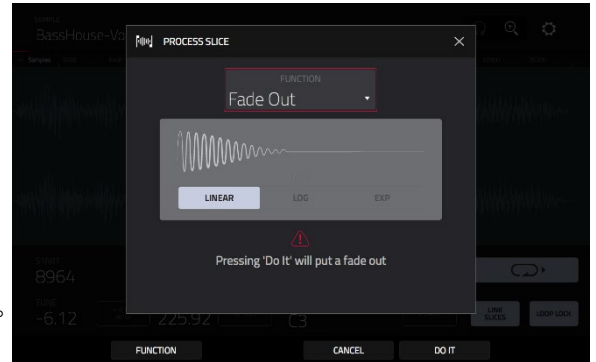 SAMPLE
BassHouse-Vo
PROCESS SLICE
FUNCTION
Fade Out
LINEAR
LOG
EXP
Pressing 'Do It' will put a fade out
START
8964
TUNE
-6.12
225.92
C3
LINK
SLICES
LOOP LOCK
FUNCTION
CANCEL
DO IT